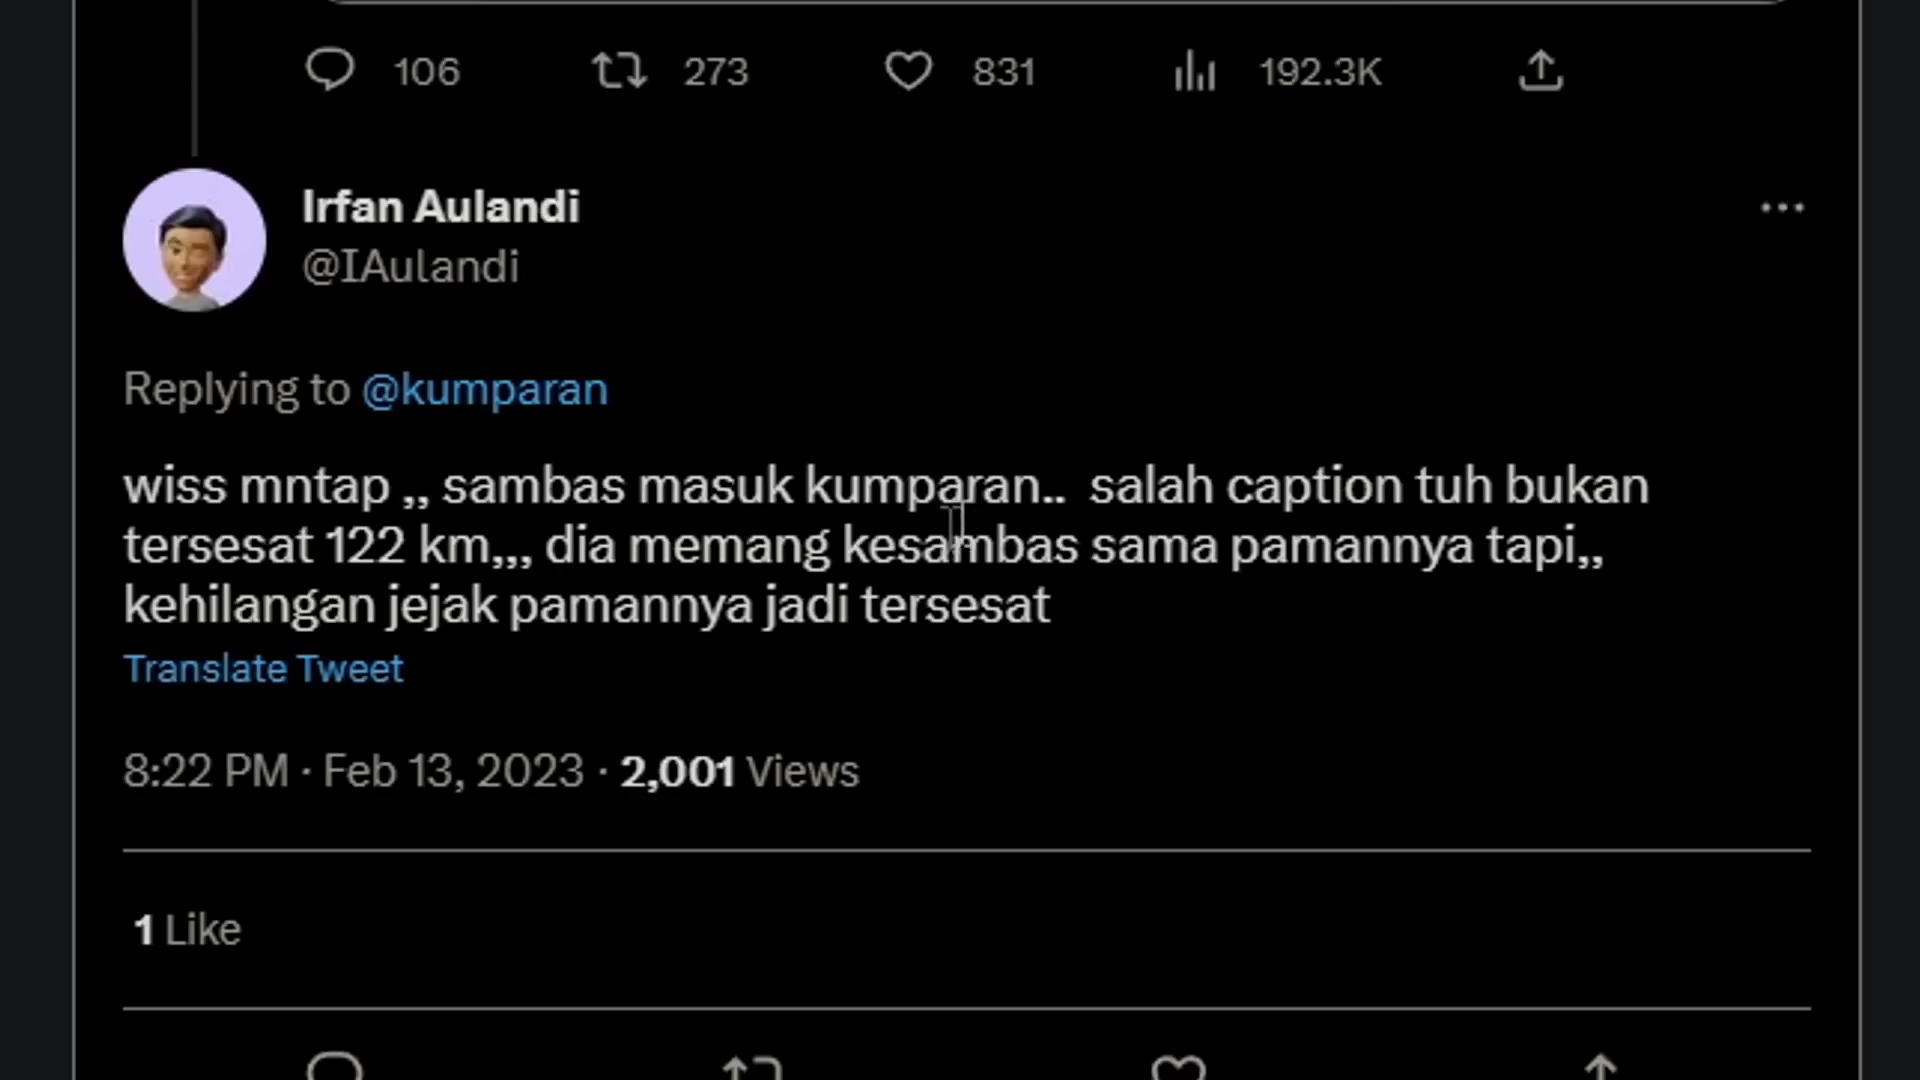 106 273 831 192.3K
Irfan Aulandi
@IAulandi
Replying to @kumparan
wiss mntap ,, sambas masuk kumparan..  salah caption tuh bukan
tersesat 122 km,,, dia memang kesambas sama pamannya tapi,,
kehilangan jejak pamannya jadi tersesat
Translate Tweet
8:22 PM · Feb 13, 2023 · 2,001 Views
1 Like